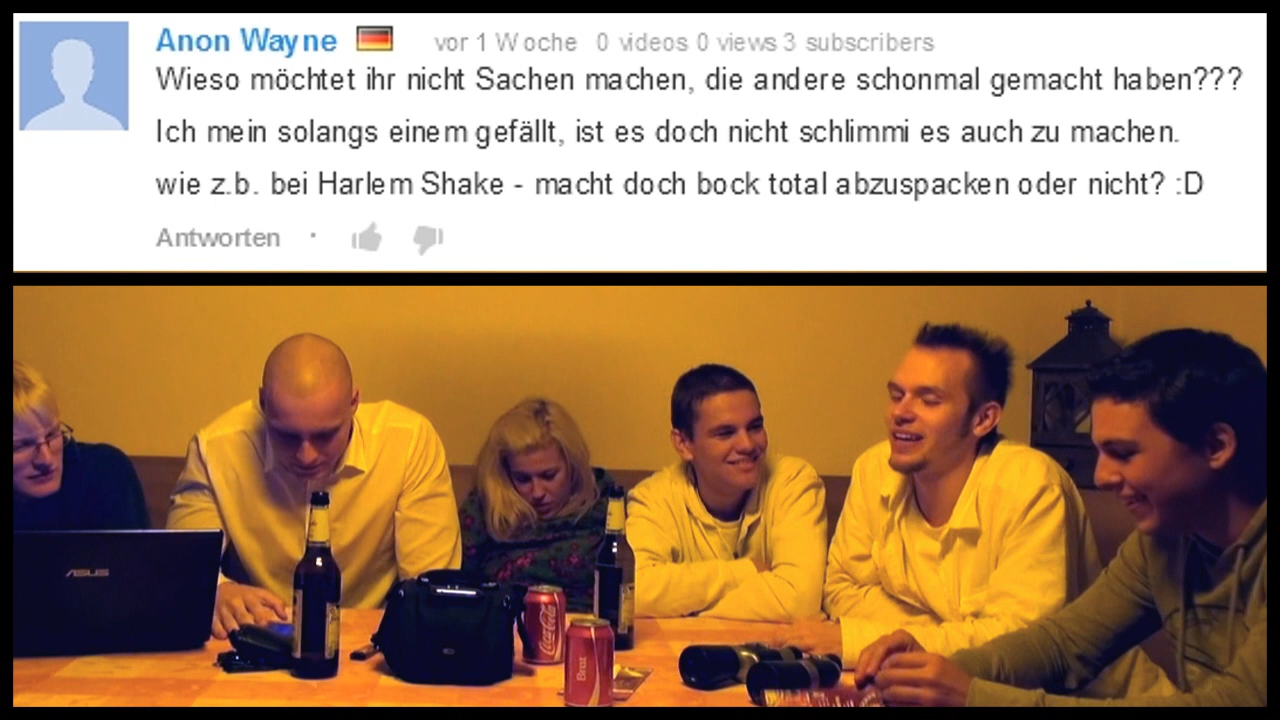 Anon Wayne vor 1 Woche 0 videos 0 views 3 subscribers
Wieso möchtet ihr nicht Sachen machen, die andere schonmal gemacht haben???
Ich mein solangs einem gefällt, ist es doch nicht schlimmi es auch zu machen.
wie z.b. bei Harlem Shake - macht doch bock total abzuspacken oder nicht? :D
Antworten ·
ASUS
Coca-Cola
Brat